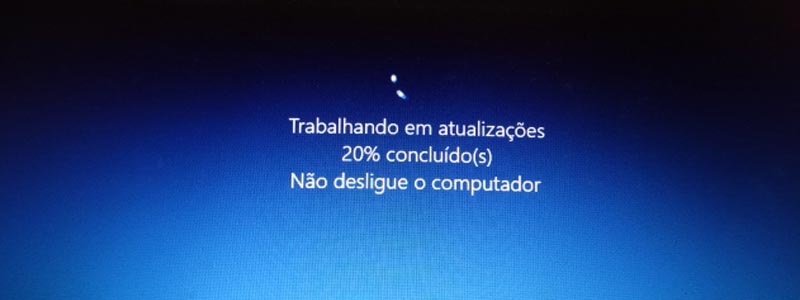 Trabalhando em atualizações
20% concluído(s)
Não desligue o computador